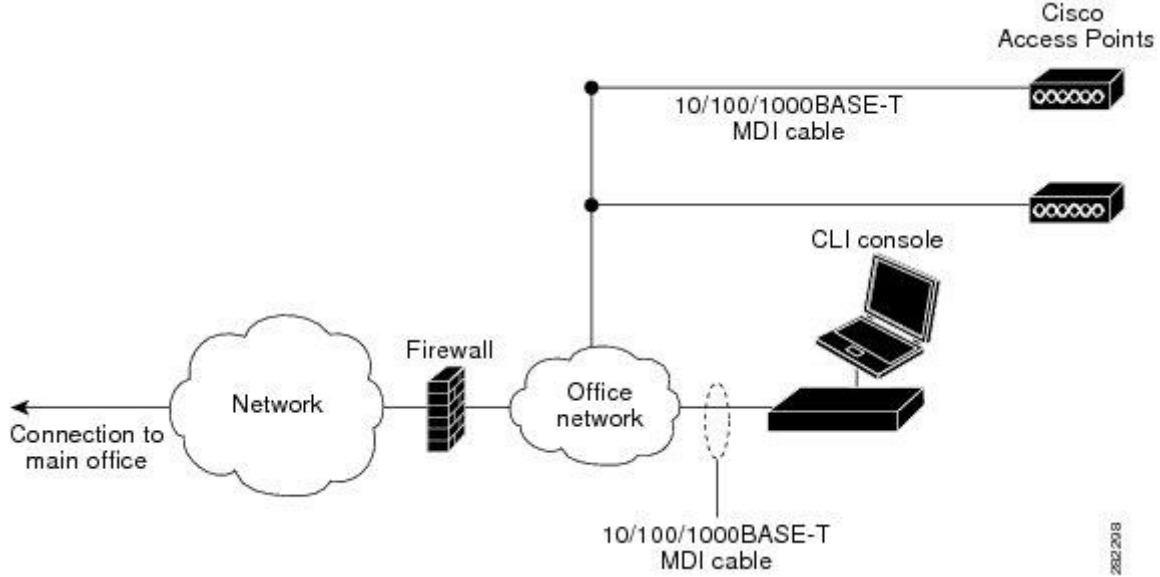 Cisco
Access Points
10/100/1000BASE-T
MDI cable
CLI console
Firewall
Network
Office
network
Connection to
main office
10/100/1000BASE-T
MDI cable
282298